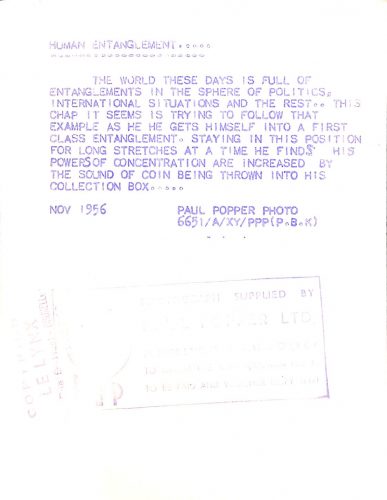 HUMAN ENTANGLEMENT.....
THE WORLD THESE DAYS IS FULL OF
ENTANGLEMENTS IN THE SPHERE OF POLITICS,
INTERNATIONAL SITUATIONS AND THE REST.. THIS
CHAP IT SEEMS IS TRYING TO FOLLOW THAT
EXAMPLE AS HE HE GETS HIMSELF INTO A FIRST
CLASS ENTANGLEMENT. STAYING IN THIS POSITION
FOR LONG STRETCHES AT A TIME HE FINDS HIS
POWERS OF CONCENTRATION ARE INCREASED BY
THE SOUND OF COIN BEING THROWN INTO HIS
COLLECTION BOX.....
NOV 1956 PAUL POPPER PHOTO
6651/A/XY/PPP(P.B.K)
SUPPLIED BY
PAUL POPPER LTD.